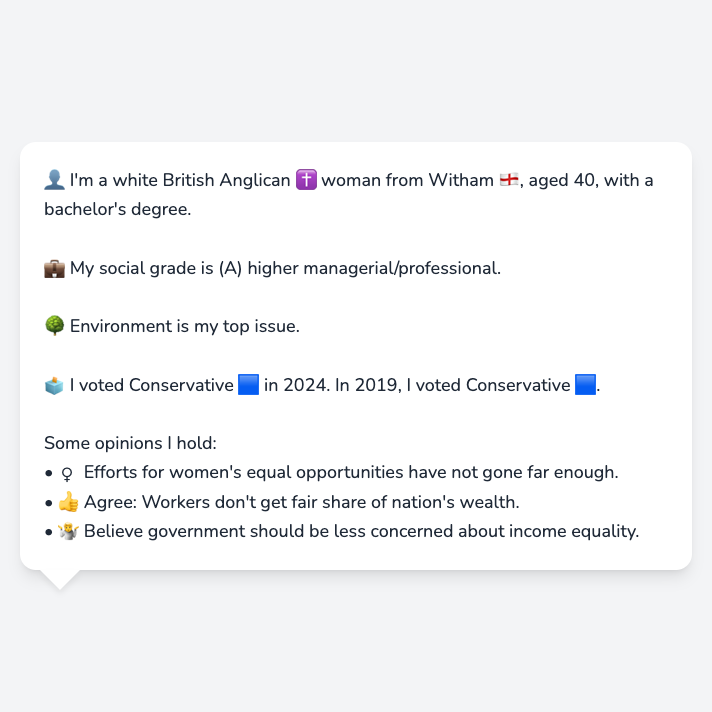 👤 I'm a white British Anglican ✝️ woman from Witham 🏴󠁧󠁢󠁥󠁮󠁧󠁿, aged 40, with a
bachelor's degree.
💼 My social grade is (A) higher managerial/professional.
🌳 Environment is my top issue.
🗳️ I voted Conservative 🟦 in 2024. In 2019, I voted Conservative 🟦.
Some opinions I hold:
• ♀ Efforts for women's equal opportunities have not gone far enough.
• 👍 Agree: Workers don't get fair share of nation's wealth.
• 🤷 Believe government should be less concerned about income equality.